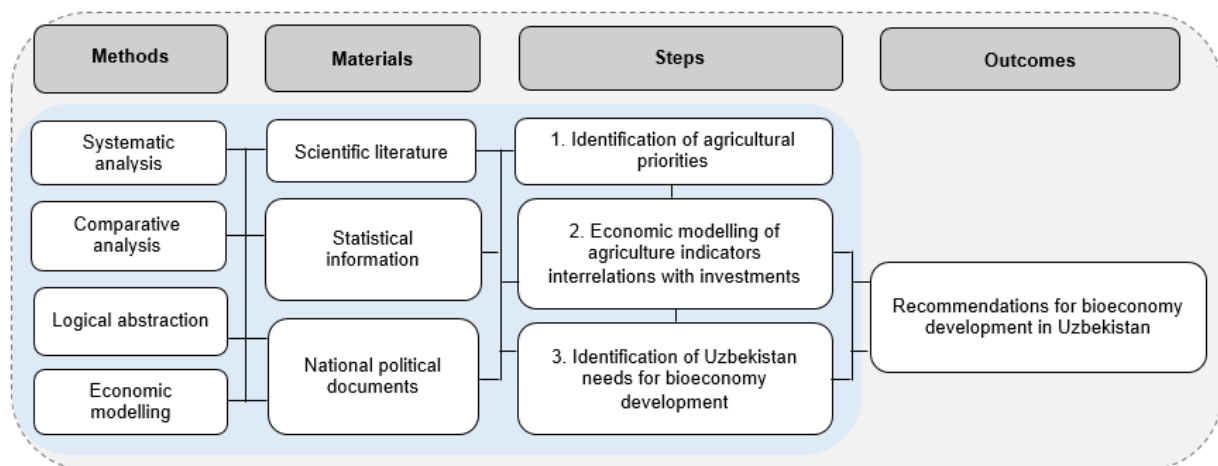 Methods
Materials
Steps
Outcomes
Systematic
analysis
Comparative
analysis
Logical abstraction
Economic
modelling
Scientific literature
Statistical
information
National political
documents
1. Identification of agricultural
priorities
2. Economic modelling of
agriculture indicators
interrelations with investments
3. Identification of Uzbekistan
needs for bioeconomy
development
Recommendations for bioeconomy
development in Uzbekistan